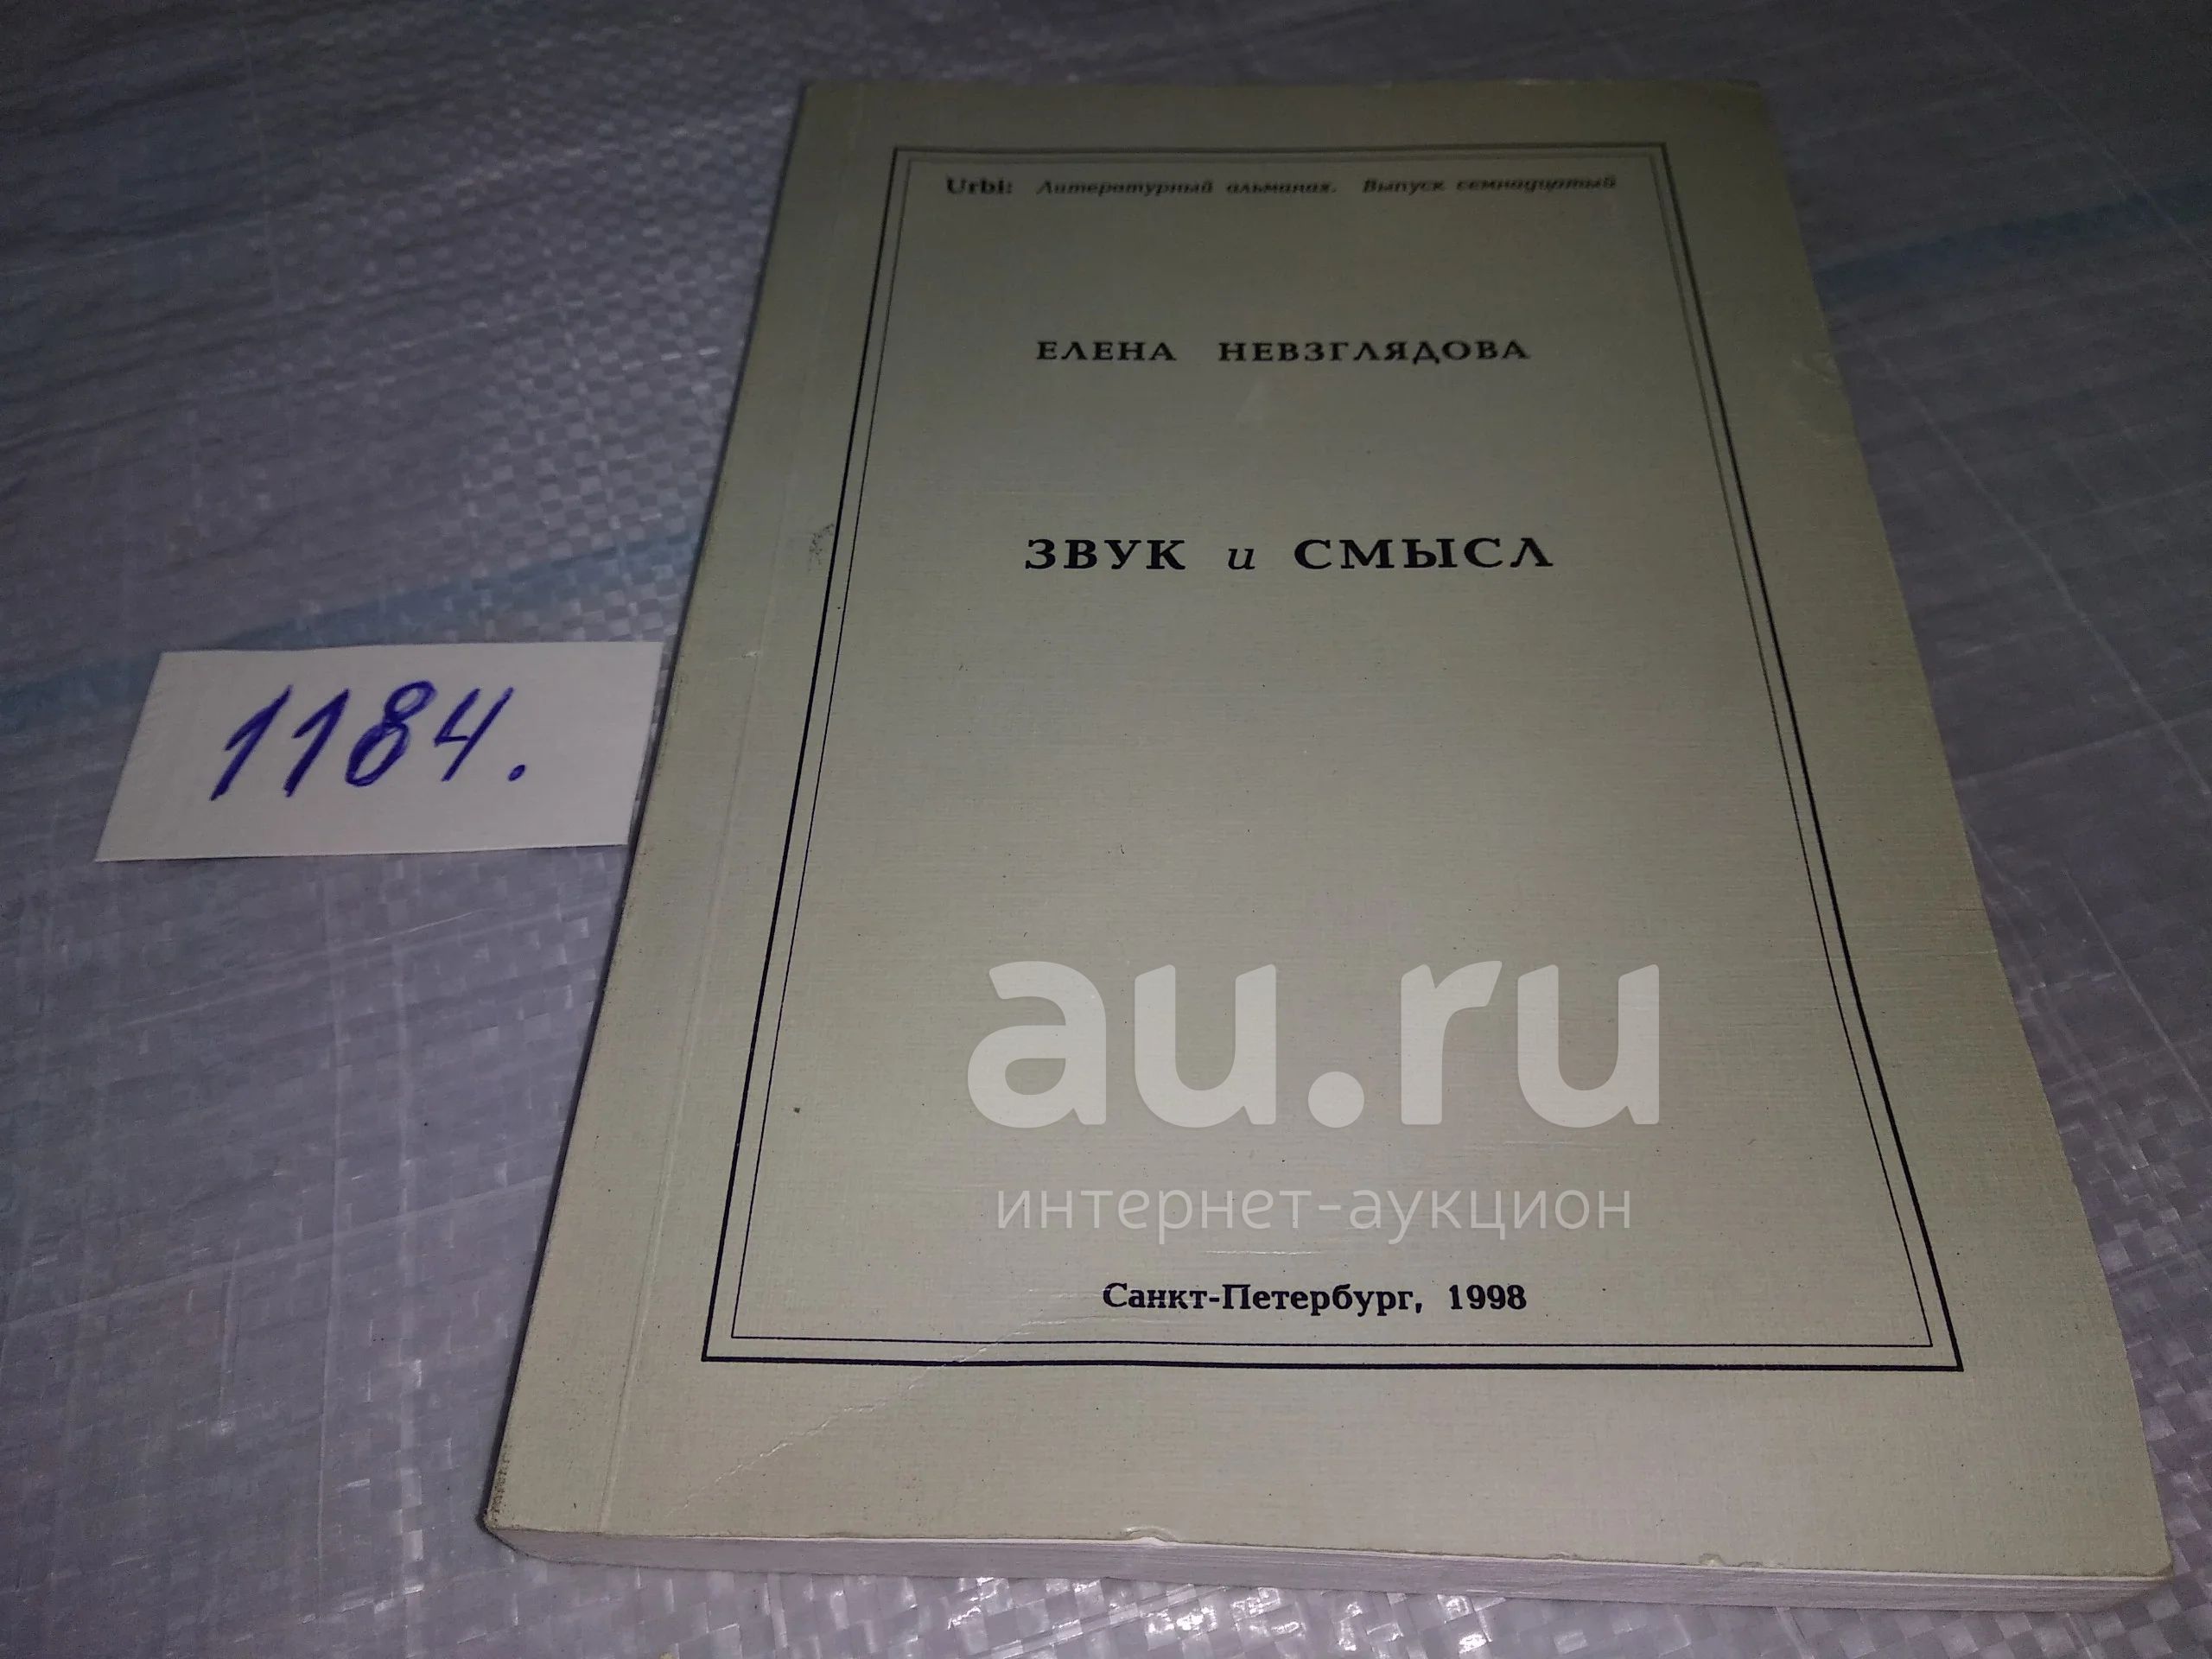 Urbi: Литературный альманах. Выпуск семнадцатый
ЕЛЕНА НЕВЗГЛЯДОВА
ЗВУК и СМЫСЛ
1184.
au.ru
интернет-аукцион
Санкт-Петербург, 1998